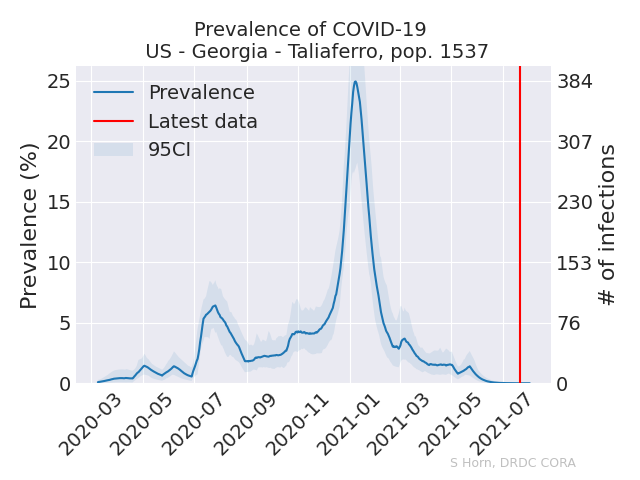 Prevalence of COVID-19
US - Georgia - Taliaferro, pop. 1537
Prevalence
Latest data
95CI
Prevalence (%)
25
20
15
10
5
0
384
307
230
153
76
0
# of infections
2020-03
2020-05
2020-07
2020-09
2020-11
2021-01
2021-03
2021-05
2021-07
S Horn, DRDC CORA